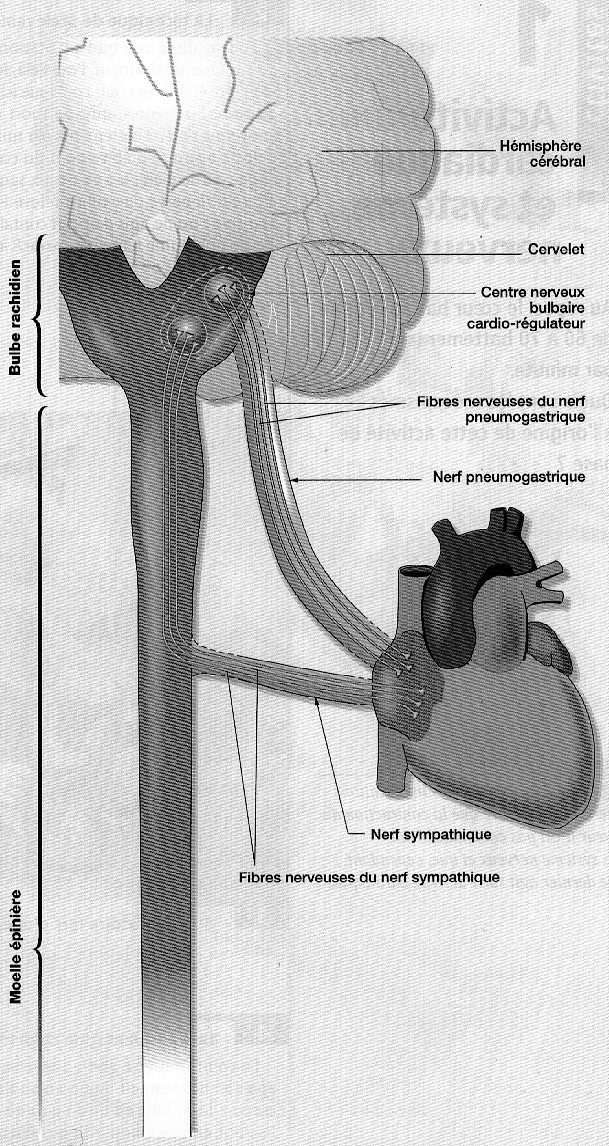 Hémisphère
cérébral
Cervelet
Centre nerveux
bulbaire
cardio-régulateur
Bulbe rachidien
Fibres nerveuses du nerf
pneumogastrique
Nerf pneumogastrique
Nerf sympathique
Fibres nerveuses du nerf sympathique
Moelle épinière